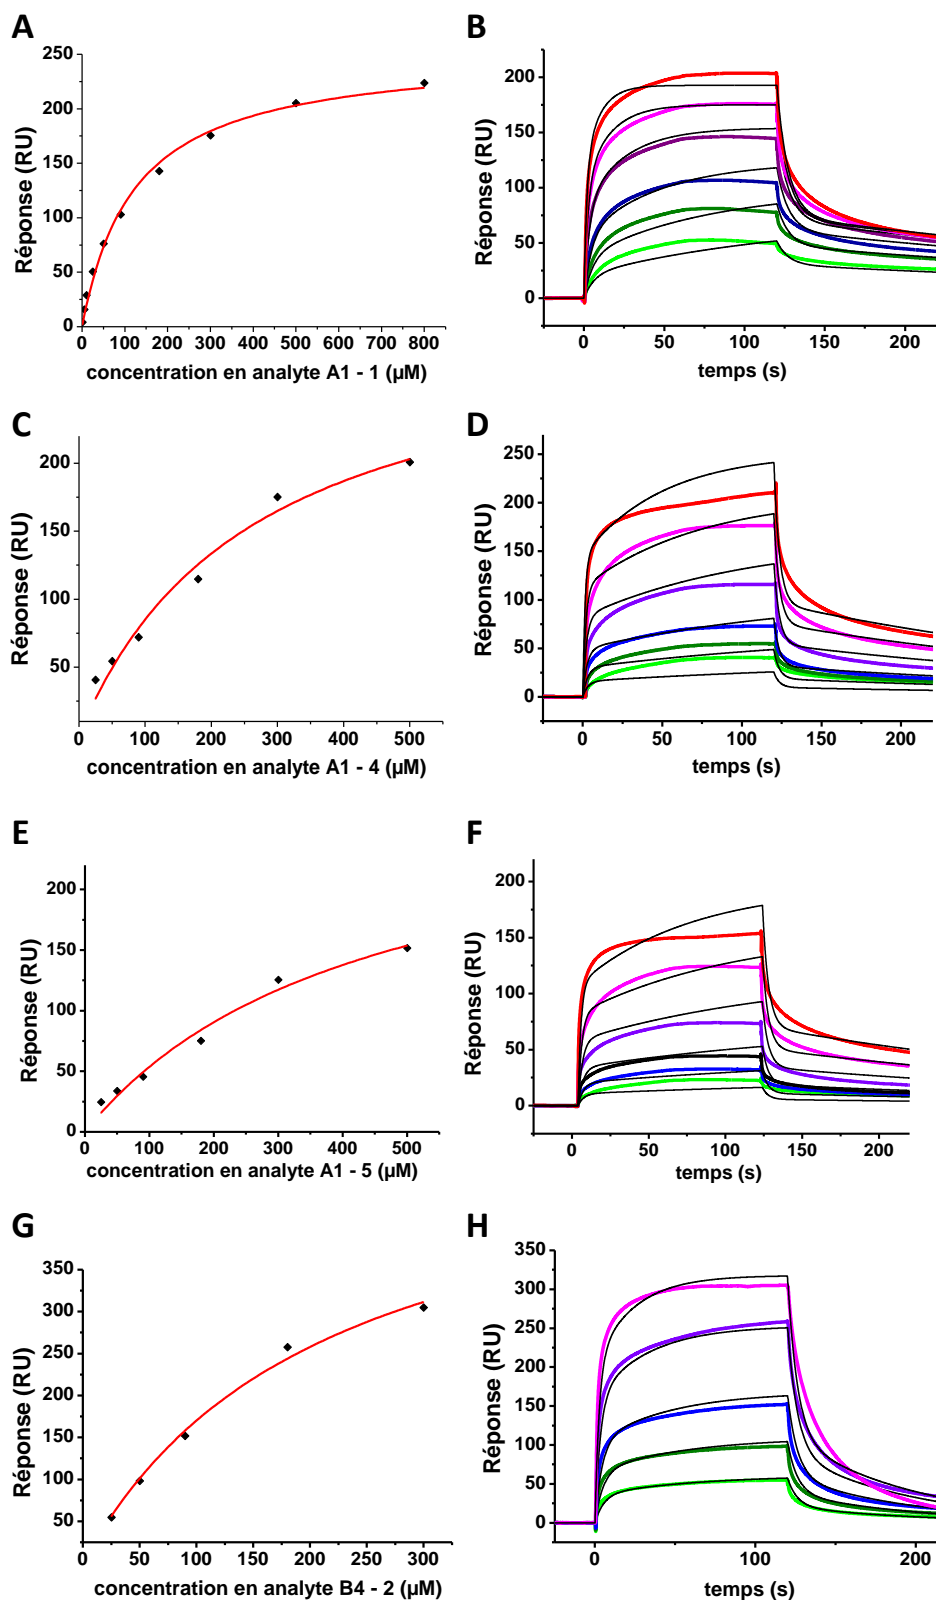 A
B
250
200
150
100
50
0
Réponse (RU)
0 100 200 300 400 500 600 700 800
concentration en analyte A1 - 1 (µM)
200
150
100
50
0
Réponse (RU)
0 50 100 150 200
temps (s)
C
D
200
150
100
50
Réponse (RU)
0 100 200 300 400 500
concentration en analyte A1 - 4 (µM)
250
200
150
100
50
0
Réponse (RU)
0 50 100 150 200
temps (s)
E
F
200
150
100
50
0
Réponse (RU)
0 100 200 300 400 500
concentration en analyte A1 - 5 (µM)
200
150
100
50
0
Réponse (RU)
0 50 100 150 200
temps (s)
G
H
350
300
250
200
150
100
50
Réponse (RU)
0 50 100 150 200 250 300
concentration en analyte B4 - 2 (µM)
350
300
250
200
150
100
50
0
Réponse (RU)
0 50 100 150 200
temps (s)